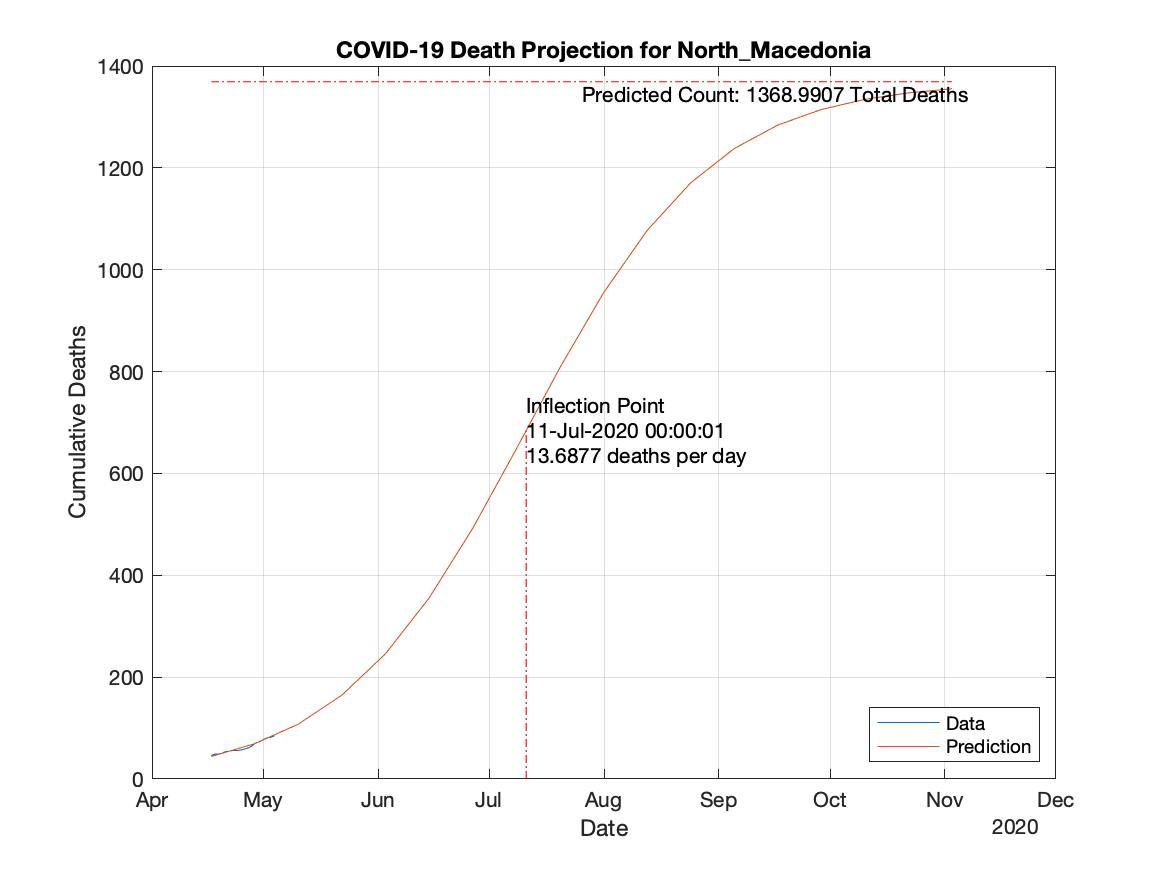 COVID-19 Death Projection for North_Macedonia
1400
Predicted Count: 1368.9907 Total Deaths
1200
1000
800
Inflection Point
11-Jul-2020 00:00:01
13.6877 deaths per day
600
400
200
0
Cumulative Deaths
Data
Prediction
Apr May Jun Jul Aug Sep Oct Nov Dec
Date
2020